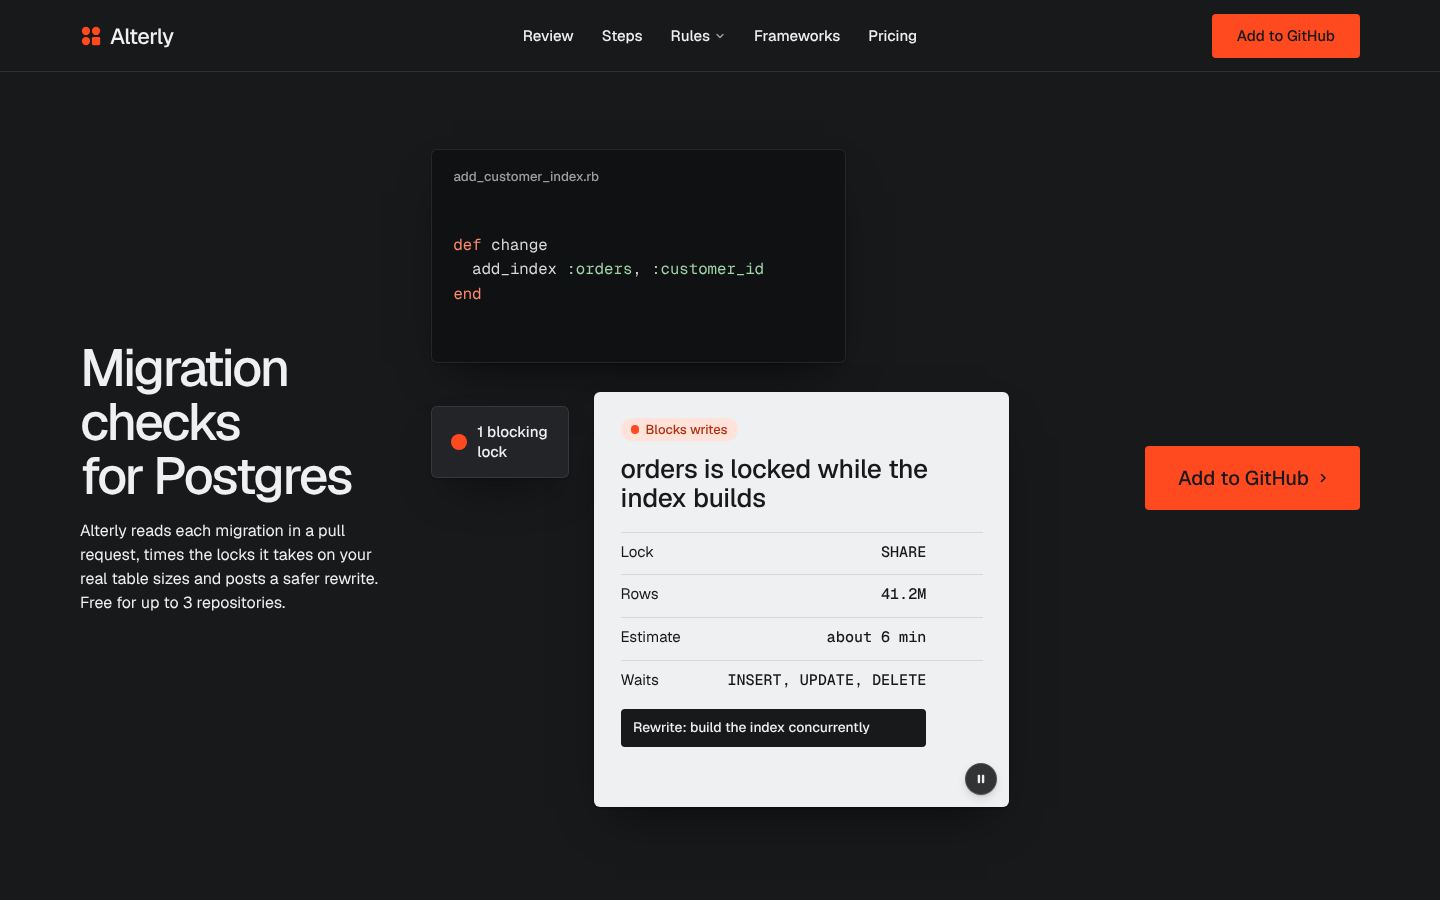 Alterly
Review
Steps
Rules
Frameworks
Pricing
Add to GitHub
add_customer_index.rb
def change
  add_index :orders, :customer_id
end
Migration
checks
for Postgres
Alterly reads each migration in a pull
request, times the locks it takes on your
real table sizes and posts a safer rewrite.
Free for up to 3 repositories.
1 blocking
lock
Blocks writes
orders is locked while the
index builds
Lock SHARE
Rows 41.2M
Estimate about 6 min
Waits INSERT, UPDATE, DELETE
Rewrite: build the index concurrently
Add to GitHub